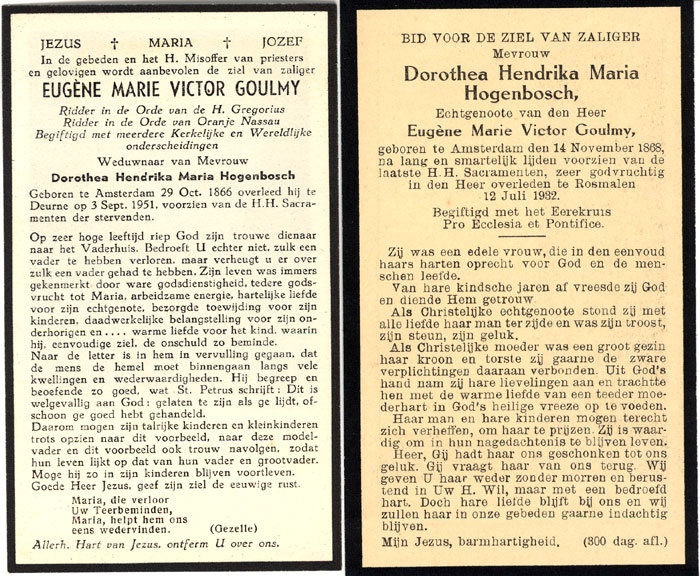 JEZUS † MARIA † JOZEF
In de gebeden en het H. Misoffer van priesters
en gelovigen wordt aanbevolen de ziel van zaliger
EUGÈNE MARIE VICTOR GOULMY
Ridder in de Orde van de H. Gregorius
Ridder in de Orde van Oranje Nassau
Begiftigd met meerdere Kerkelijke en Wereldlijke
onderscheidingen
Weduwnaar van Mevrouw
Dorothea Hendrika Maria Hogenbosch
Geboren te Amsterdam 29 Oct. 1866 overleed hij te
Deurne op 3 Sept. 1951, voorzien van de H.H. Sacra-
menten der stervenden.
Op zeer hoge leeftijd riep God zijn trouwe dienaar
naar het Vaderhuis. Bedroeft U echter niet, zulk een
vader te hebben verloren, maar verheugt u er over
zulk een vader gehad te hebben. Zijn leven was immers
gekenmerkt door ware godsdienstigheid, tedere gods-
vrucht tot Maria, arbeidzame energie, hartelijke liefde
voor zijn echtgenote, bezorgde toewijding voor zijn
kinderen, daadwerkelijke belangstelling voor zijn on-
derhorigen en.... warme liefde voor het kind, waarin
hij, eenvoudige ziel, de onschuld zo beminde.
Naar de letter is in hem in vervulling gegaan, dat
de mens de hemel moet binnengaan langs vele
kwellingen en wederwaardigheden. Hij begreep en
beoefende zo goed, wat St. Petrus schrijft: Dit is
welgevallig aan God: gelaten te zijn als ge lijdt, of-
schoon ge goed hebt gehandeld.
Daarom mogen zijn talrijke kinderen en kleinkinderen
trots opzien naar dit voorbeeld, naar deze model-
vader en dit voorbeeld ook trouw navolgen, zodat
hun leven lijkt op dat van hun vader en grootvader.
Moge hij zo in zijn kinderen blijven voortleven.
Goede Heer Jezus, geef zijn ziel de eeuwige rust.
Maria, die verloor
Uw Teerbeminden,
Maria, helpt hem ons
eens wedervinden. (Gezelle)
Allerh. Hart van Jezus, ontferm U over ons.
BID VOOR DE ZIEL VAN ZALIGER
Mevrouw
Dorothea Hendrika Maria
Hogenbosch,
Echtgenoote van den Heer
Eugène Marie Victor Goulmy,
geboren te Amsterdam den 14 November 1868,
na lang en smartelijk lijden voorzien van de
laatste H.H. Sacramenten, zeer godvruchtig
in den Heer overleden te Rosmalen
12 Juli 1932.
Begiftigd met het Eerekruis
Pro Ecclesia et Pontifice.
Zij was een edele vrouw, die in den eenvoud
haars harten oprecht voor God en de men-
schen leefde.
Van hare kindsche jaren af vreesde zij God
en diende Hem getrouw.
Als Christelijke echtgenoote stond zij met
alle liefde haar man ter zijde en was zijn troost,
zijn steun, zijn geluk.
Als Christelijke moeder was een groot gezin
haar kroon en torste zij gaarne de zware
verplichtingen daaraan verbonden. Uit God's
hand nam zij hare lievelingen aan en trachtte
hen met de warme liefde van een teeder moe-
derhart in God's heilige vreeze op te voeden.
Haar man en hare kinderen mogen terecht
zich verheffen, om haar te prijzen. Zij is waar-
dig om in hun nagedachtenis te blijven leven.
Heer, Gij hadt haar ons geschonken tot ons
geluk. Gij vraagt haar van ons terug. Wij
geven U haar weder zonder morren en berus-
tend in Uw H. Wil, maar met een bedroefd
hart. Doch hare liefde blijft bij ons en wij
zullen haar in onze gebeden gaarne indachtig
blijven.
Mijn Jezus, barmhartigheid. (300 dag. afl.)